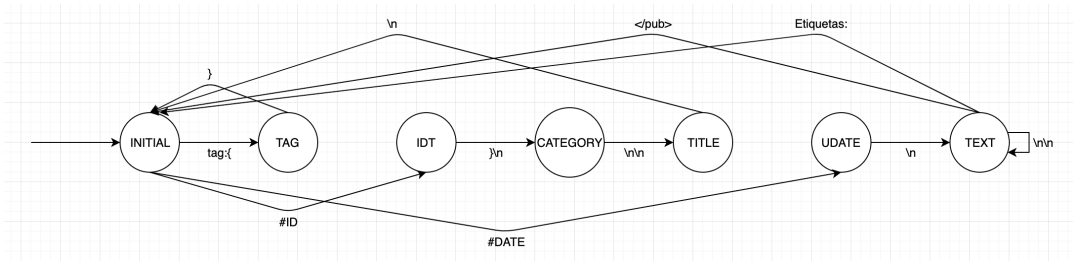 \n
</pub>
Etiquetas:
}
INITIAL
tag:{
TAG
IDT
}\n
CATEGORY
\n\n
TITLE
UDATE
\n
TEXT
\n\n
#ID
#DATE